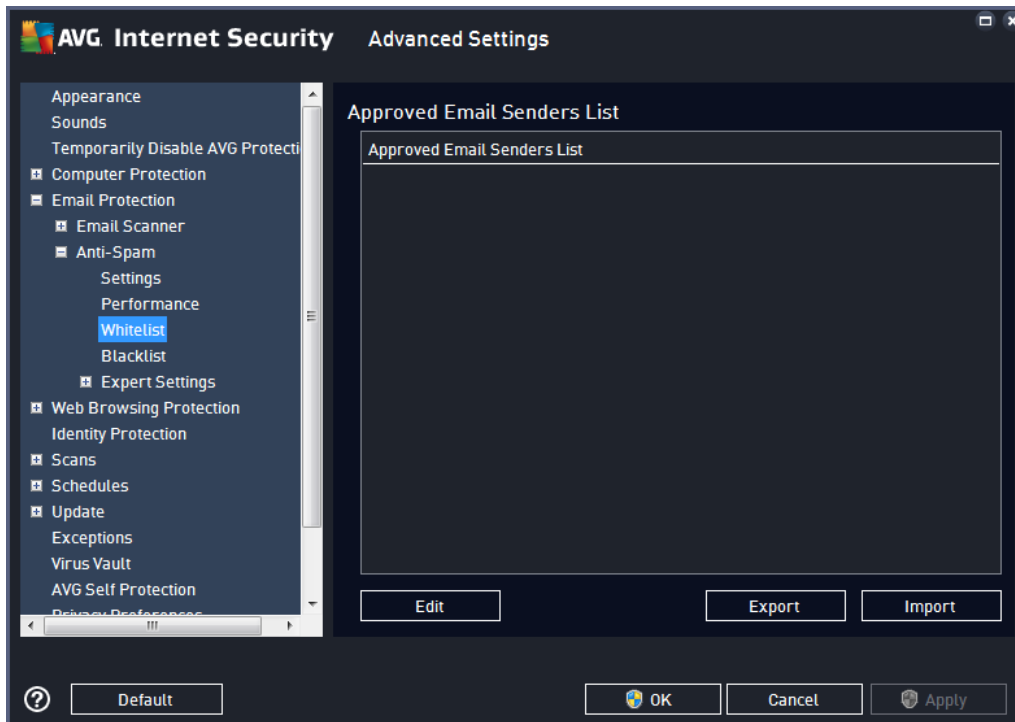 AVG. Internet Security Advanced Settings
Appearance
Sounds
Temporarily Disable AVG Protecti
Computer Protection
Email Protection
Email Scanner
Anti-Spam
Settings
Performance
Whitelist
Blacklist
Expert Settings
Web Browsing Protection
Identity Protection
Scans
Schedules
Update
Exceptions
Virus Vault
AVG Self Protection
Privacy Preferences
Approved Email Senders List
Approved Email Senders List
Edit
Export
Import
Default
OK
Cancel
Apply